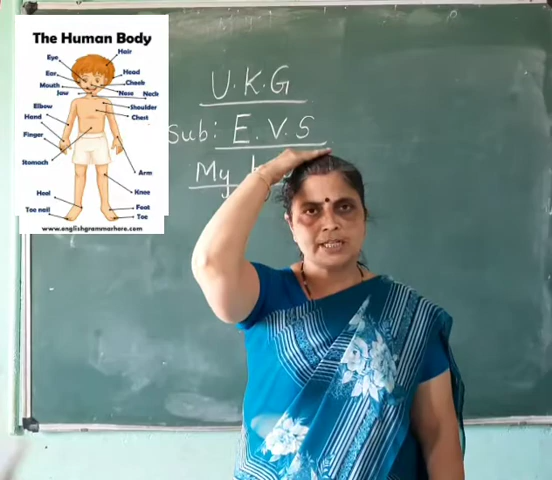 The Human Body
Hair
Eye
Ear
Head
Mouth
Cheek
Jaw
Nose
Neck
Elbow
Shoulder
Hand
Chest
Finger
Stomach
Arm
Heel
Knee
Toe nail
Foot
Toe
www.englishgrammarhere.com
U.K.G
Sub: E.V.S
My